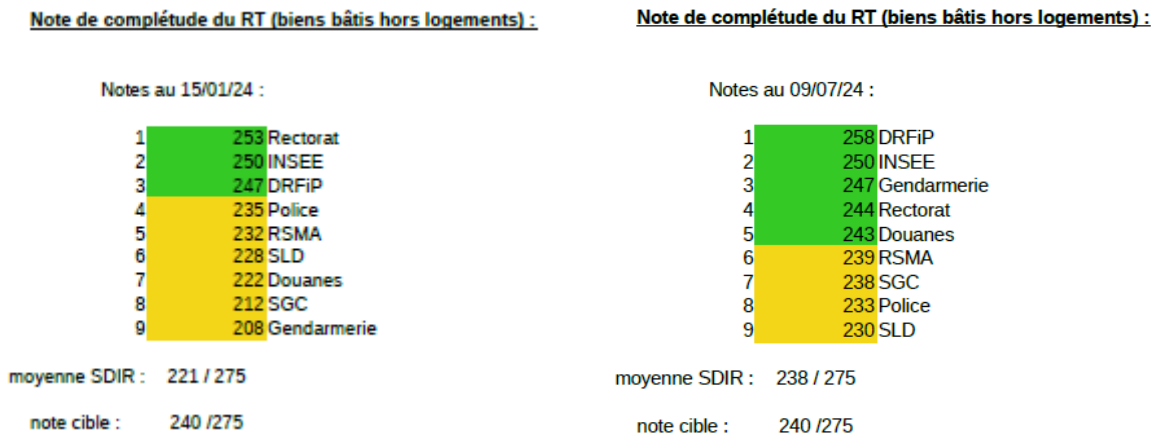 Note de complétude du RT (biens bâtis hors logements) :
Notes au 15/01/24 :
1 253 Rectorat
2 250 INSEE
3 247 DRFiP
4 235 Police
5 232 RSMA
6 228 SLD
7 222 Douanes
8 212 SGC
9 208 Gendarmerie
moyenne SDIR : 221 / 275
note cible : 240 /275
Note de complétude du RT (biens bâtis hors logements) :
Notes au 09/07/24 :
1 258 DRFiP
2 250 INSEE
3 247 Gendarmerie
4 244 Rectorat
5 243 Douanes
6 239 RSMA
7 238 SGC
8 233 Police
9 230 SLD
moyenne SDIR : 238 / 275
note cible : 240 /275